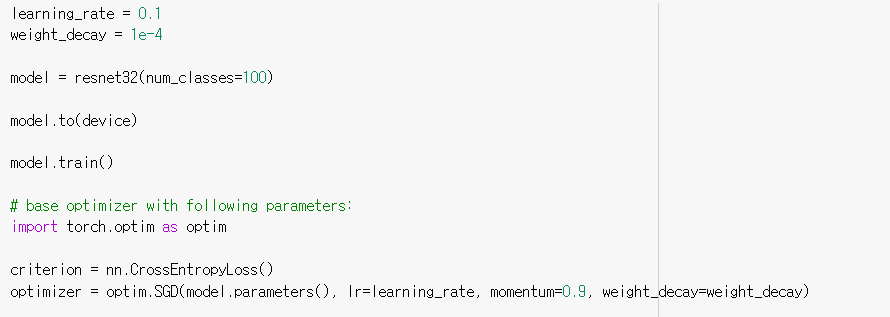 learning_rate = 0.1
weight_decay = 1e-4
model = resnet32(num_classes=100)
model.to(device)
model.train()
# base optimizer with following parameters:
import torch.optim as optim
criterion = nn.CrossEntropyLoss()
optimizer = optim.SGD(model.parameters(), lr=learning_rate, momentum=0.9, weight_decay=weight_decay)